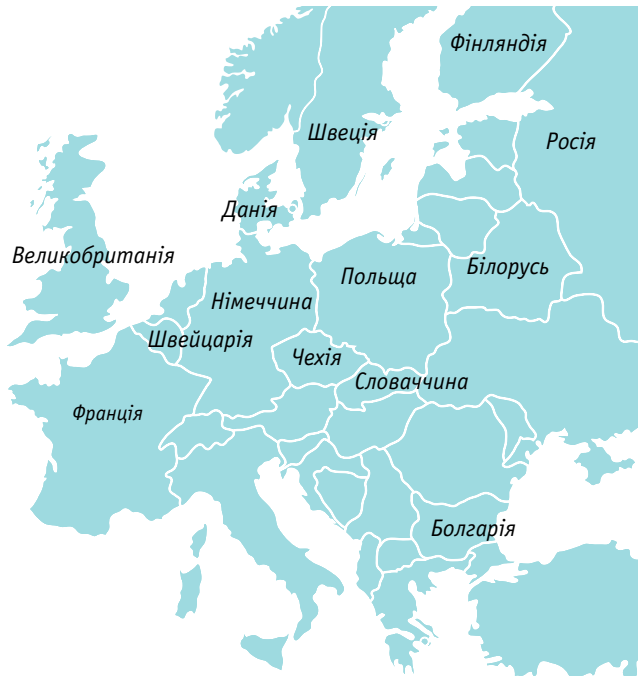 Фінляндія
Швеція
Росія
Данія
Великобританія
Білорусь
Польща
Німеччина
Швейцарія
Чехія
Словаччина
Франція
Болгарія